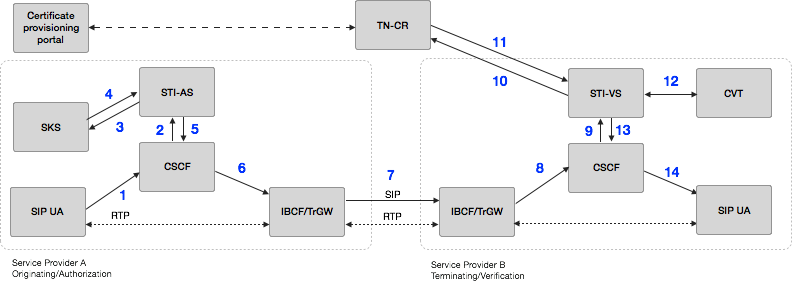 Certificate
provisioning
portal
TN-CR
11
10
4
STI-AS
SKS
3
2
5
CSCF
6
1
SIP UA
RTP
IBCF/TrGW
7
SIP
RTP
STI-VS
12
CVT
9
13
8
CSCF
14
IBCF/TrGW
SIP UA
Service Provider A
Originating/Authorization
Service Provider B
Terminating/Verification